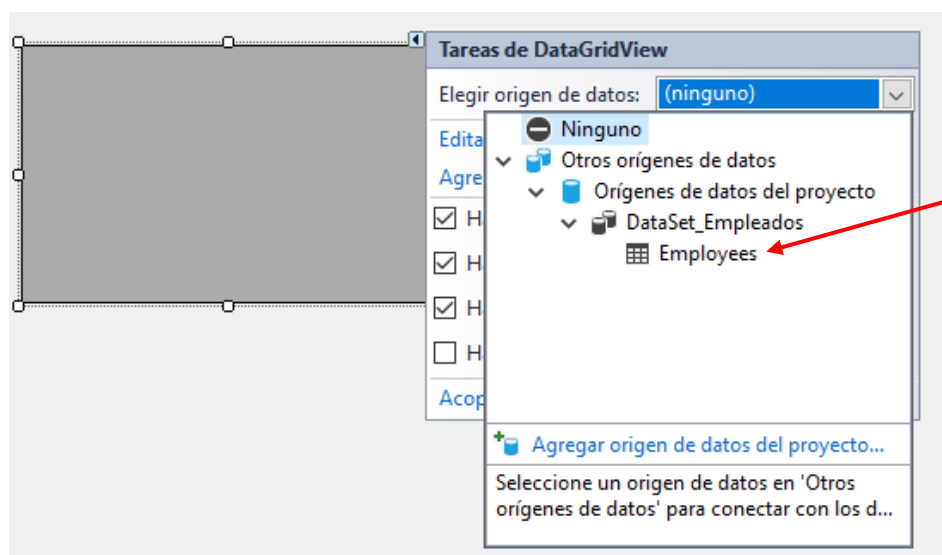 Tareas de DataGridView
Elegir origen de datos: (ninguno)
Ninguno
Edita
Otros orígenes de datos
Agre
Orígenes de datos del proyecto
H
DataSet_Empleados
Employees
H
H
H
Acop
Agregar origen de datos del proyecto...
Seleccione un origen de datos en 'Otros
orígenes de datos' para conectar con los d...